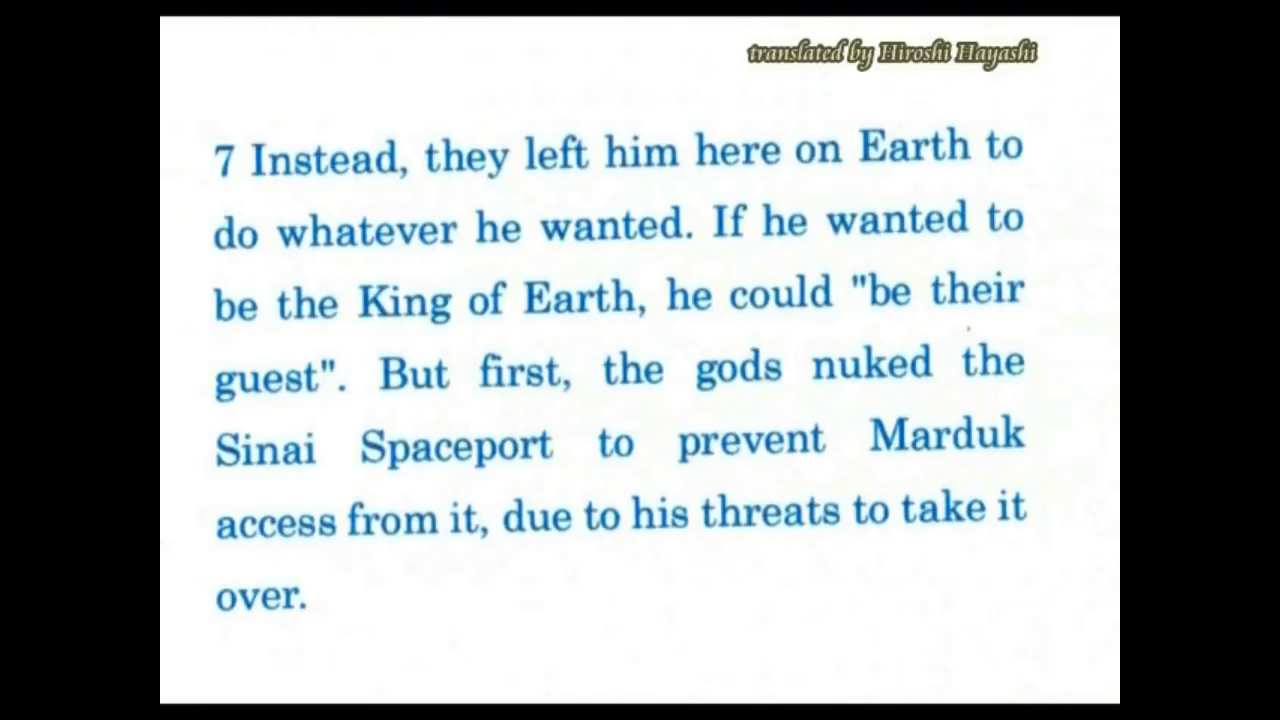 translated by Hiroshi Hayashi
7 Instead, they left him here on Earth to
do whatever he wanted. If he wanted to
be the King of Earth, he could "be their
guest". But first, the gods nuked the
Sinai Spaceport to prevent Marduk
access from it, due to his threats to take it
over.